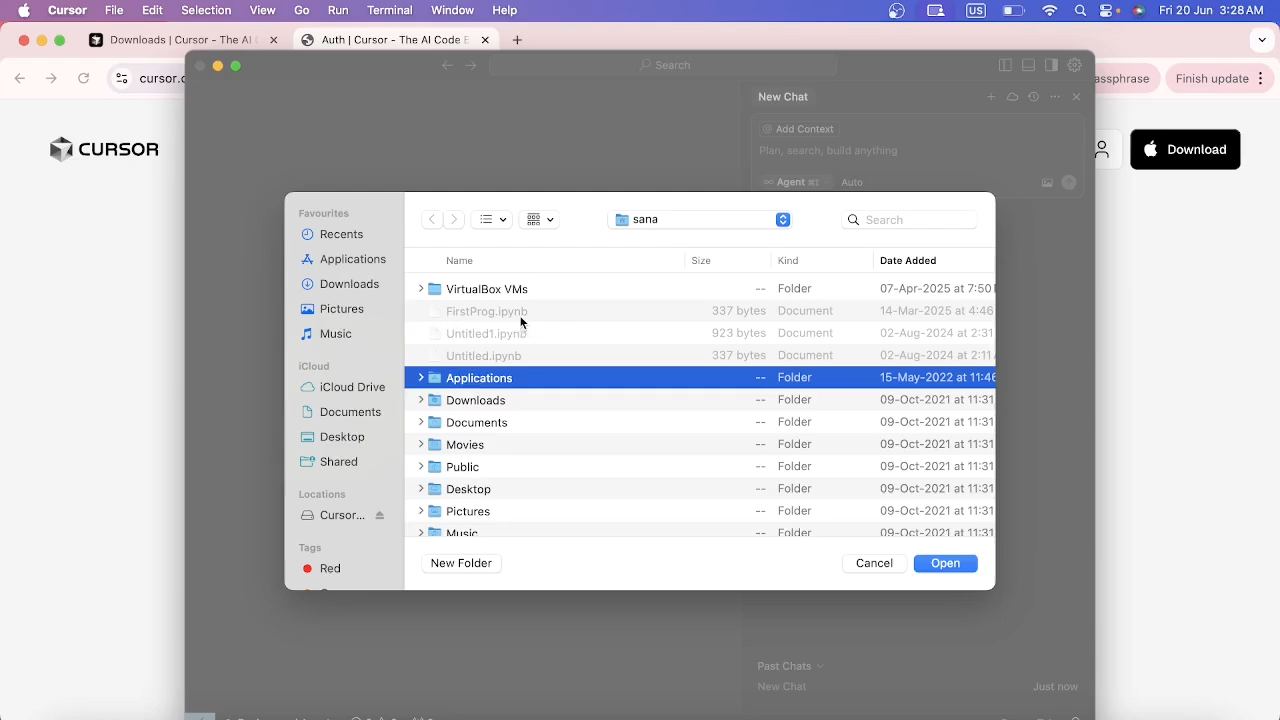 Cursor File Edit Selection View Go Run Terminal Window Help US Fri 20 Jun 3:28 AM
Downloads | Cursor - The AI Auth | Cursor - The AI Code E
cursor. assphrase Finish update
Search
New Chat
CURSOR
Download
Add Context
Plan, search, build anything
Agent Auto
Favourites
Recents
Applications
Downloads
Pictures
Music
iCloud
iCloud Drive
Documents
Desktop
Shared
Locations
Cursor...
Tags
Red
sana
Search
Name Size Kind Date Added
VirtualBox VMs -- Folder 07-Apr-2025 at 7:50
FirstProg.ipynb 337 bytes Document 14-Mar-2025 at 4:46
Untitled1.ipynb 923 bytes Document 02-Aug-2024 at 2:31
Untitled.ipynb 337 bytes Document 02-Aug-2024 at 2:11
Applications -- Folder 15-May-2022 at 11:46
Downloads -- Folder 09-Oct-2021 at 11:31
Documents -- Folder 09-Oct-2021 at 11:31
Movies -- Folder 09-Oct-2021 at 11:31
Public -- Folder 09-Oct-2021 at 11:31
Desktop -- Folder 09-Oct-2021 at 11:31
Pictures -- Folder 09-Oct-2021 at 11:31
Music -- Folder 09-Oct-2021 at 11:31
New Folder Cancel Open
Past Chats
New Chat Just now